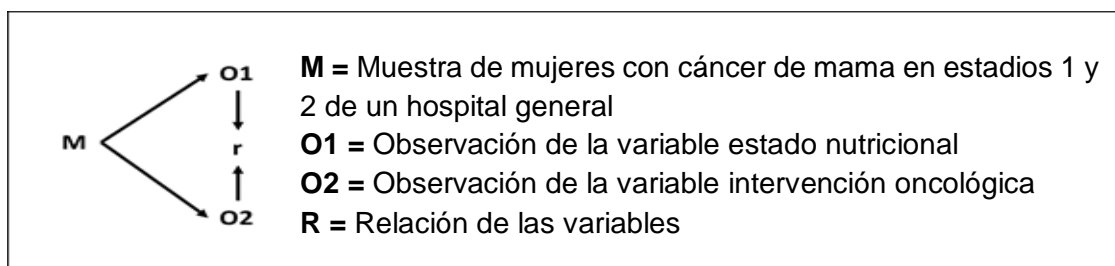 O1
r
M
O2
M = Muestra de mujeres con cáncer de mama en estadios 1 y
2 de un hospital general
O1 = Observación de la variable estado nutricional
O2 = Observación de la variable intervención oncológica
R = Relación de las variables